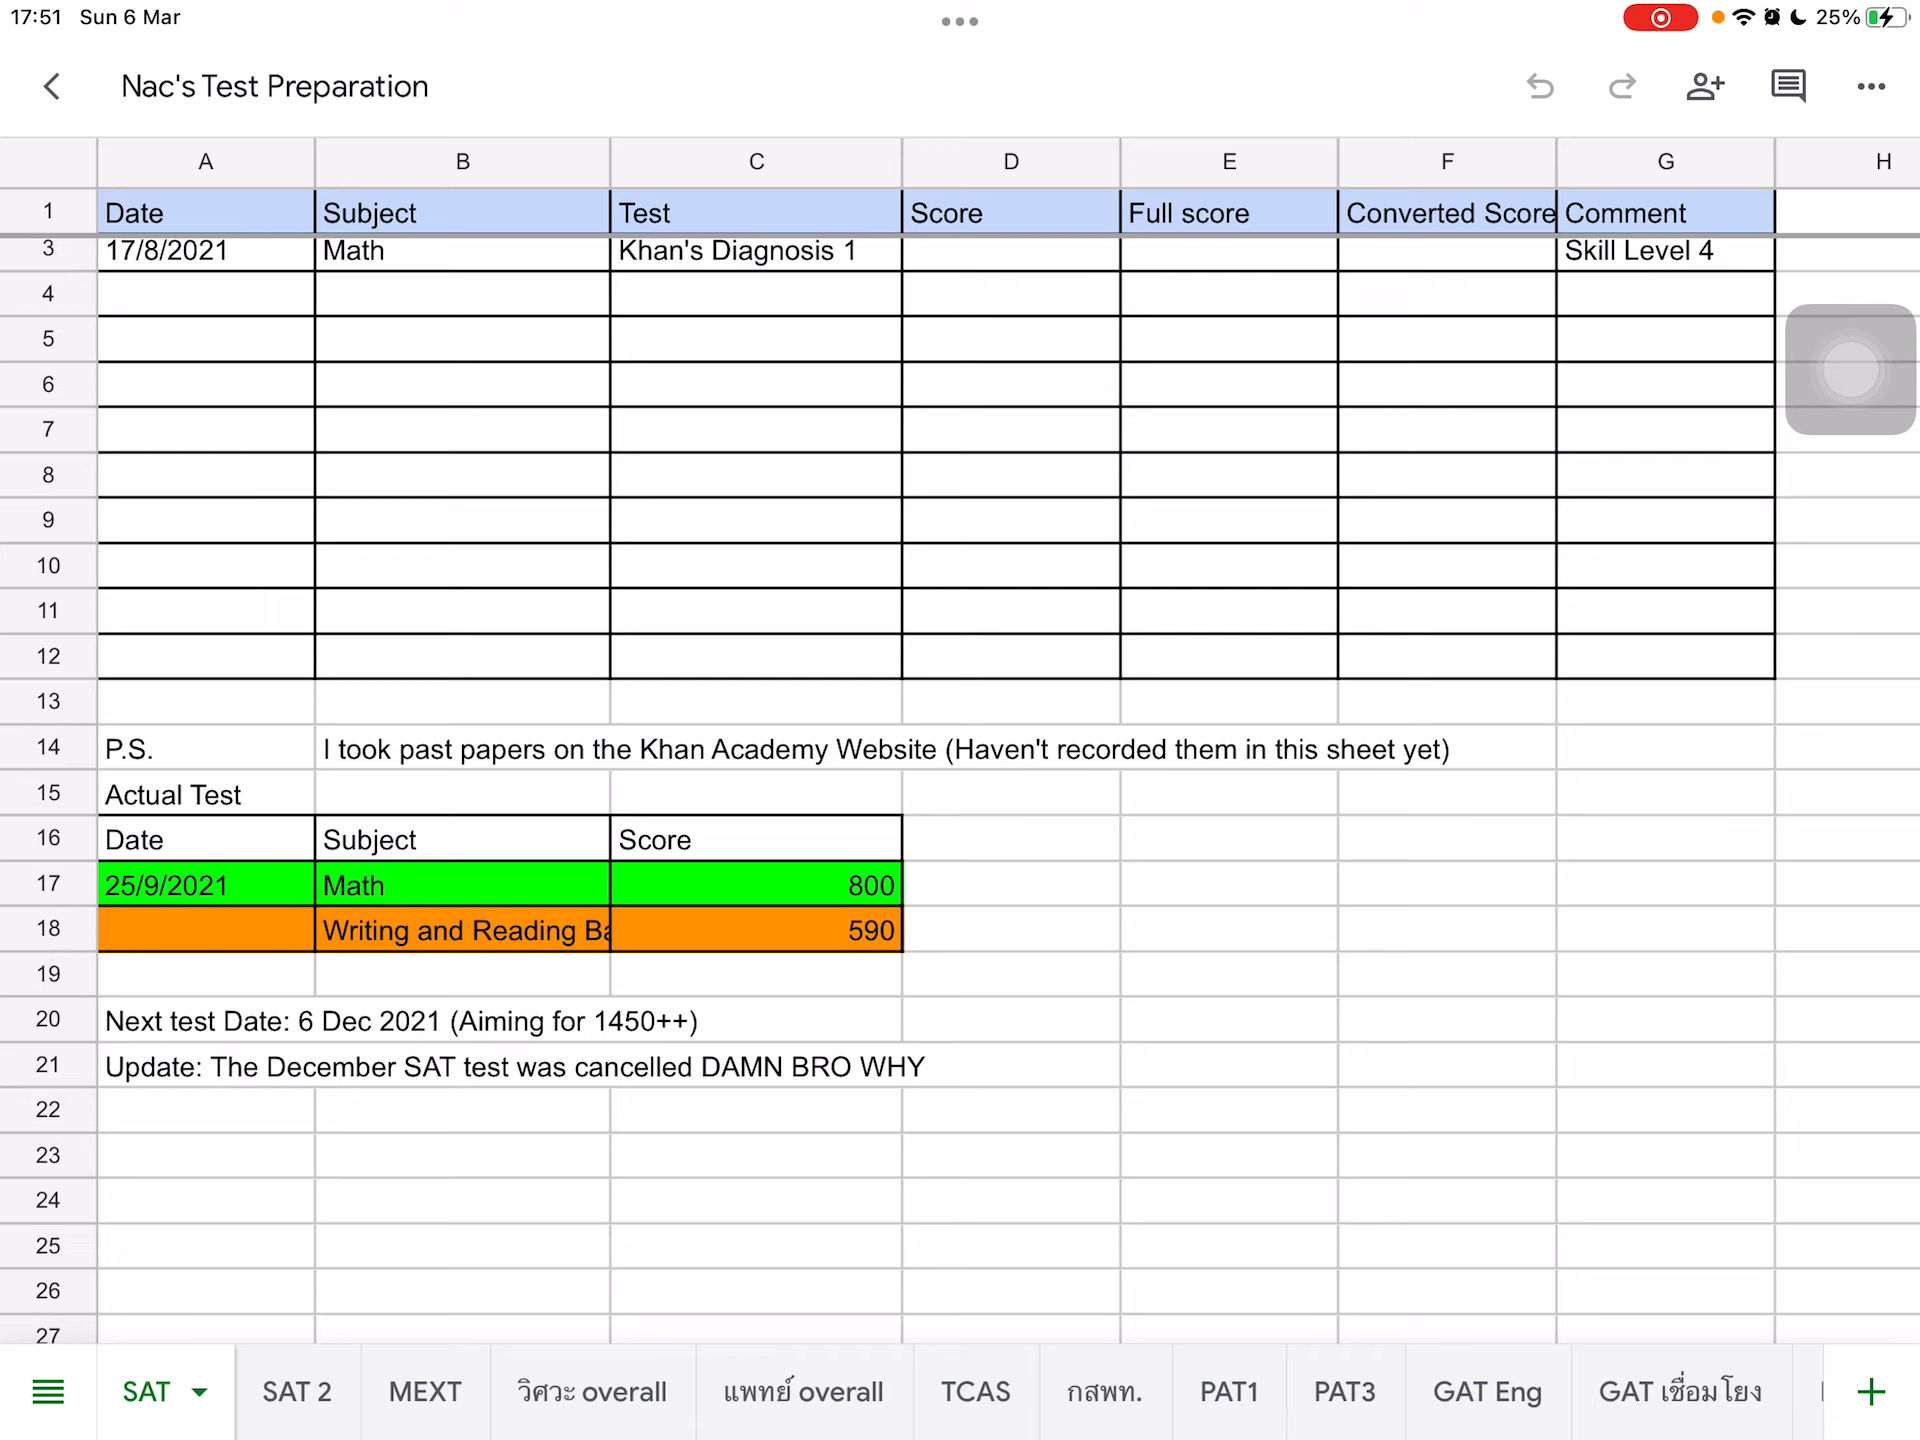 17:51 Sun 6 Mar 25%
Nac's Test Preparation
A B C D E F G H
1 Date Subject Test Score Full score Converted Score Comment
3 17/8/2021 Math Khan's Diagnosis 1 Skill Level 4
4
5
6
7
8
9
10
11
12
13
14 P.S. I took past papers on the Khan Academy Website (Haven't recorded them in this sheet yet)
15 Actual Test
16 Date Subject Score
17 25/9/2021 Math 800
18 Writing and Reading Ba 590
19
20 Next test Date: 6 Dec 2021 (Aiming for 1450++)
21 Update: The December SAT test was cancelled DAMN BRO WHY
22
23
24
25
26
27
SAT SAT 2 MEXT วิศวะ overall แพทย์ overall TCAS กสพท. PAT1 PAT3 GAT Eng GAT เชื่อมโยง